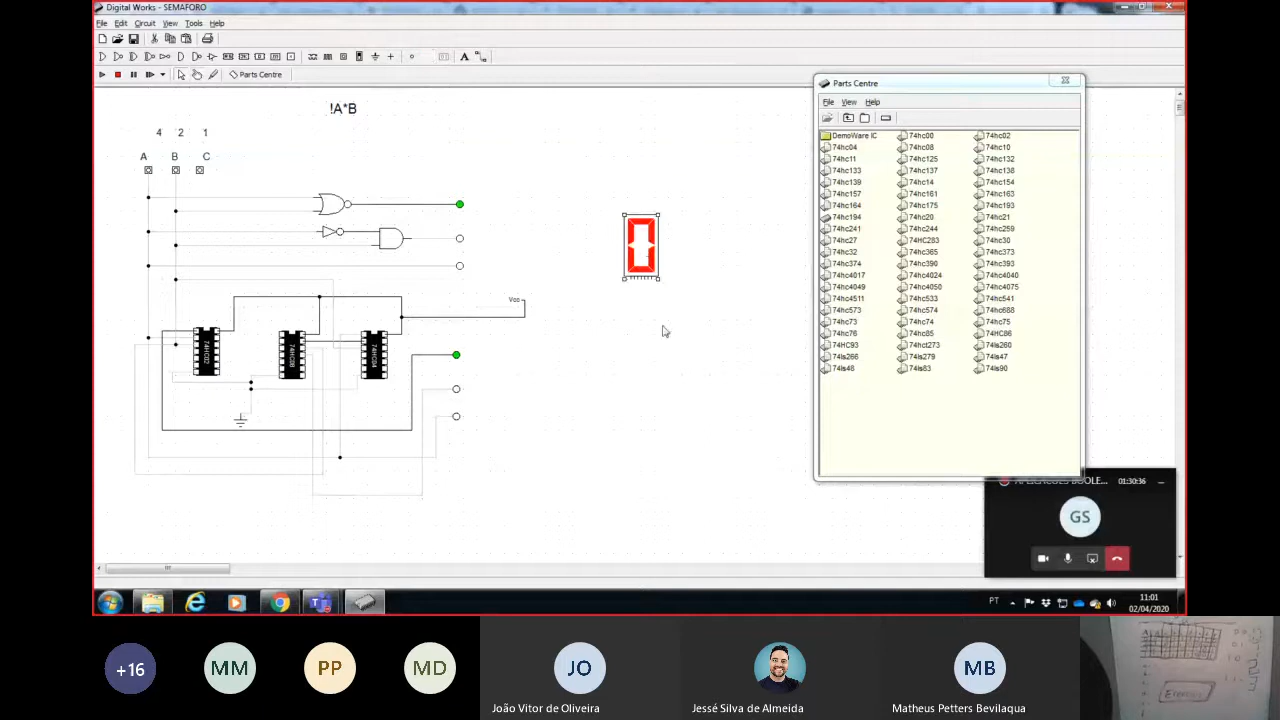 Digital Works - SEMAFORO
File Edit Circuit View Tools Help
Parts Centre
!A*B
4 2 1
A B C
Vcc
74HC02
74HC08
74HC04
Parts Centre
File View Help
DemoWare IC 74hc00 74hc02
74hc04 74hc08 74hc10
74hc11 74hc125 74hc132
74hc133 74hc137 74hc138
74hc139 74hc14 74hc154
74hc157 74hc161 74hc163
74hc164 74hc175 74hc193
74hc194 74hc20 74hc21
74hc241 74hc244 74hc259
74hc27 74HC283 74hc30
74hc32 74hc365 74hc373
74hc374 74hc390 74hc393
74hc4017 74hc4024 74hc4040
74hc4049 74hc4050 74hc4075
74hc4511 74hc533 74hc541
74hc573 74hc574 74hc688
74hc73 74hc74 74hc75
74hc76 74hc85 74HC86
74HC93 74hct273 74ls260
74ls266 74ls279 74ls47
74ls48 74ls83 74ls90
01:30:36
GS
PT
11:01
02/04/2020
+16
MM
PP
MD
JO
João Vitor de Oliveira
Jessé Silva de Almeida
MB
Matheus Petters Bevilaqua